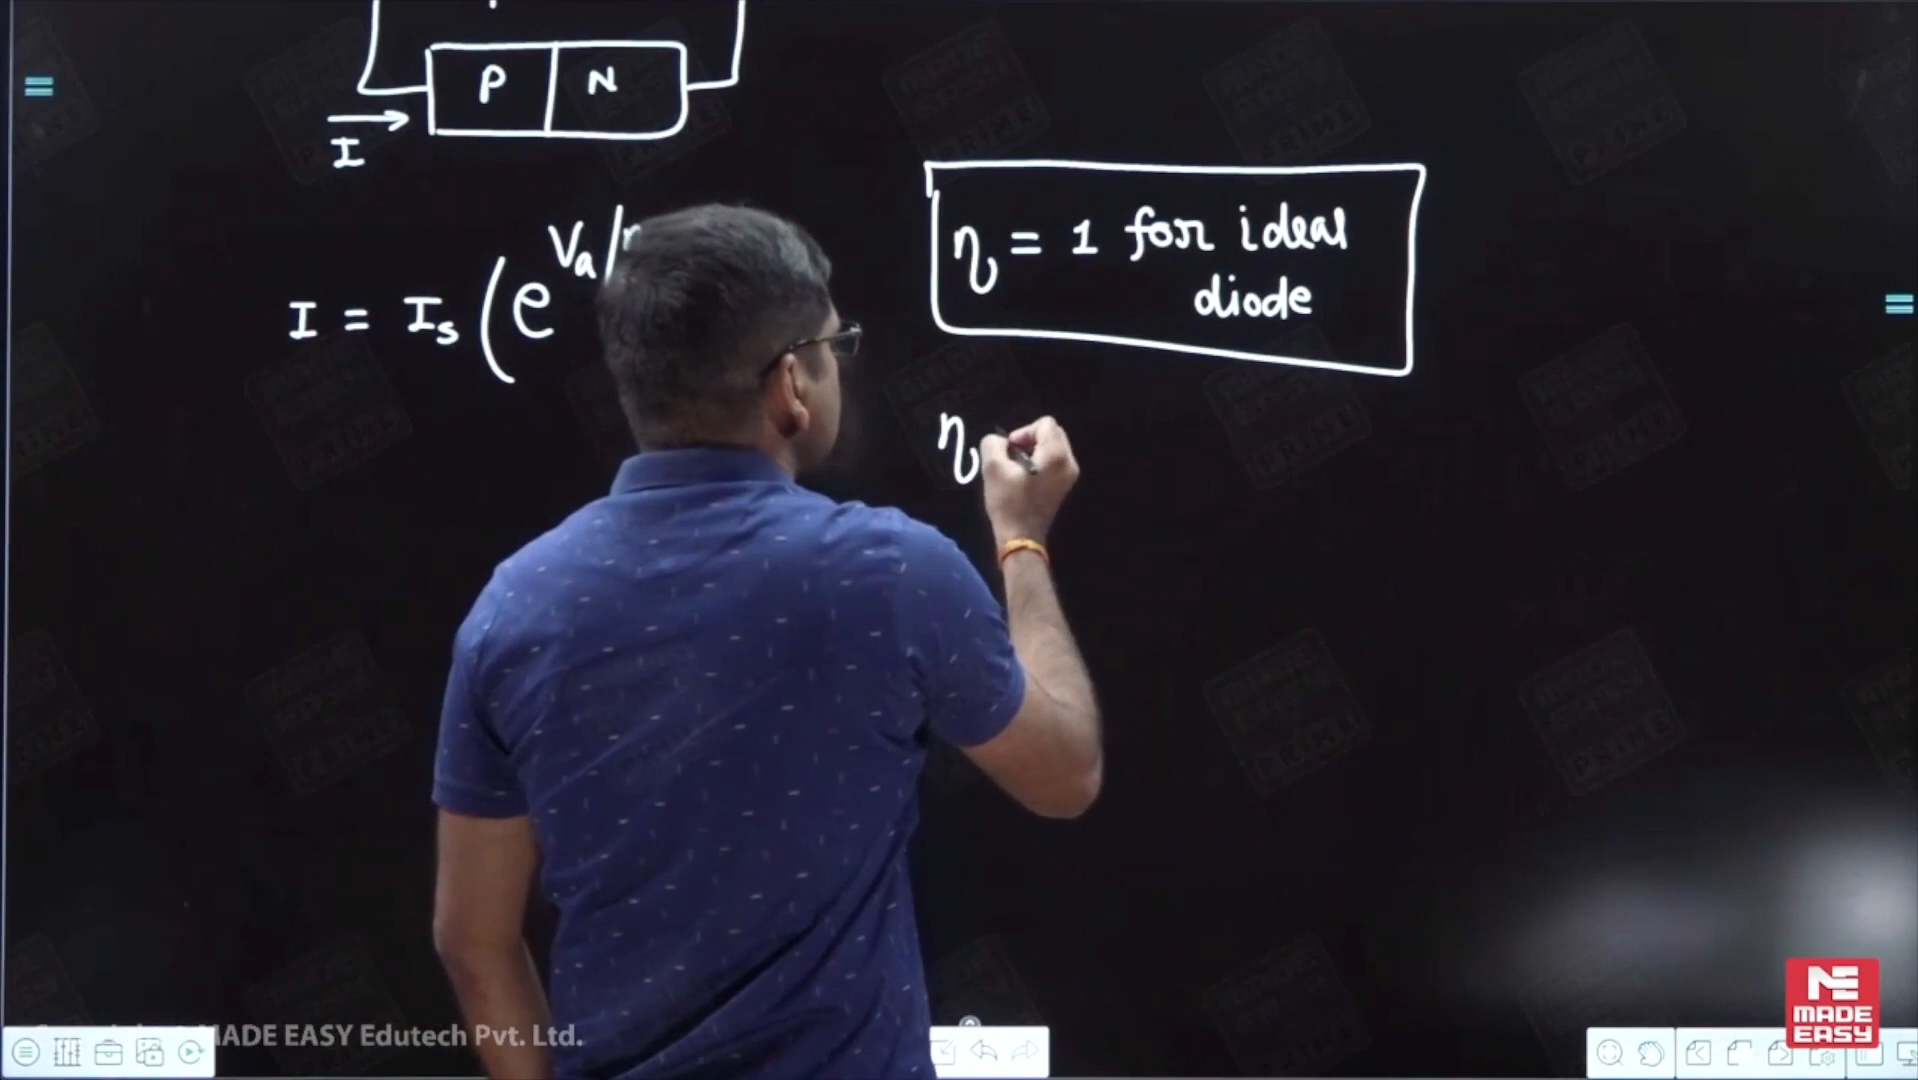 P N
I
η = 1 for ideal
diode
I = Is (e^Va/
η
MADE EASY Edutech Pvt. Ltd.
MADE
EASY